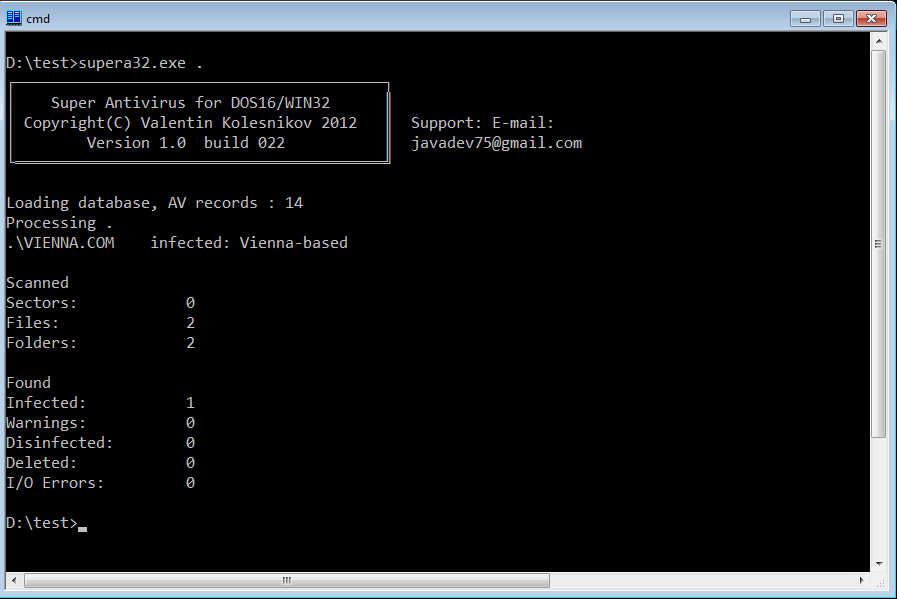 cmd
D:\test>supera32.exe .
Super Antivirus for DOS16/WIN32
Copyright(C) Valentin Kolesnikov 2012
Version 1.0  build 022
Support: E-mail:
javadev75@gmail.com
Loading database, AV records : 14
Processing .
.\VIENNA.COM    infected: Vienna-based
Scanned
Sectors:            0
Files:              2
Folders:            2
Found
Infected:           1
Warnings:           0
Disinfected:        0
Deleted:            0
I/O Errors:         0
D:\test>